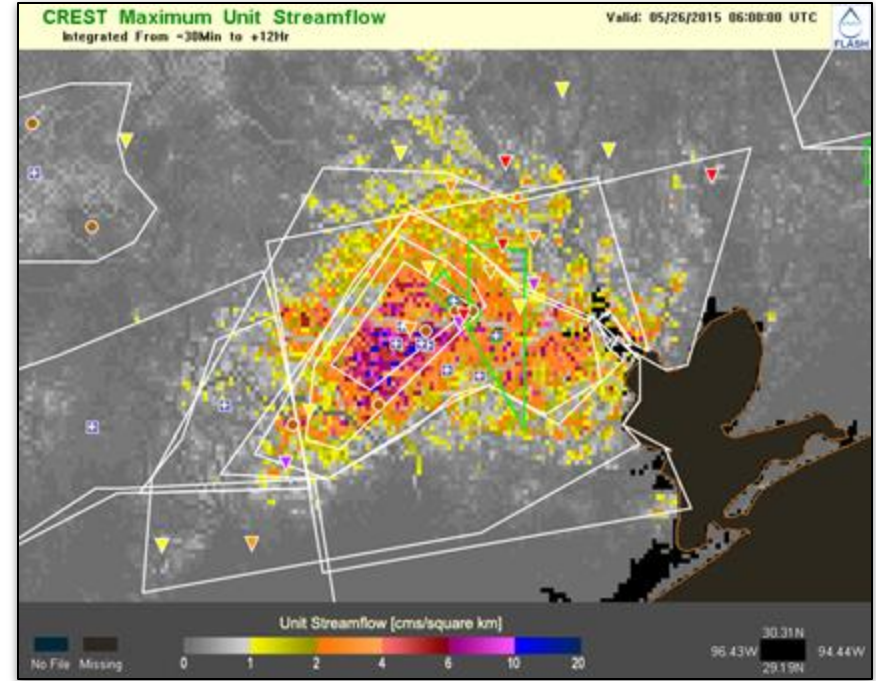 CREST Maximum Unit Streamflow
Integrated From -30Min to +12Hr
Valid: 05/26/2015 06:00:00 UTC
FLASH
Unit Streamflow [cms/square km]
No File
Missing
0 1 2 4 6 10 20
30.31N
96.43W
94.44W
29.19N